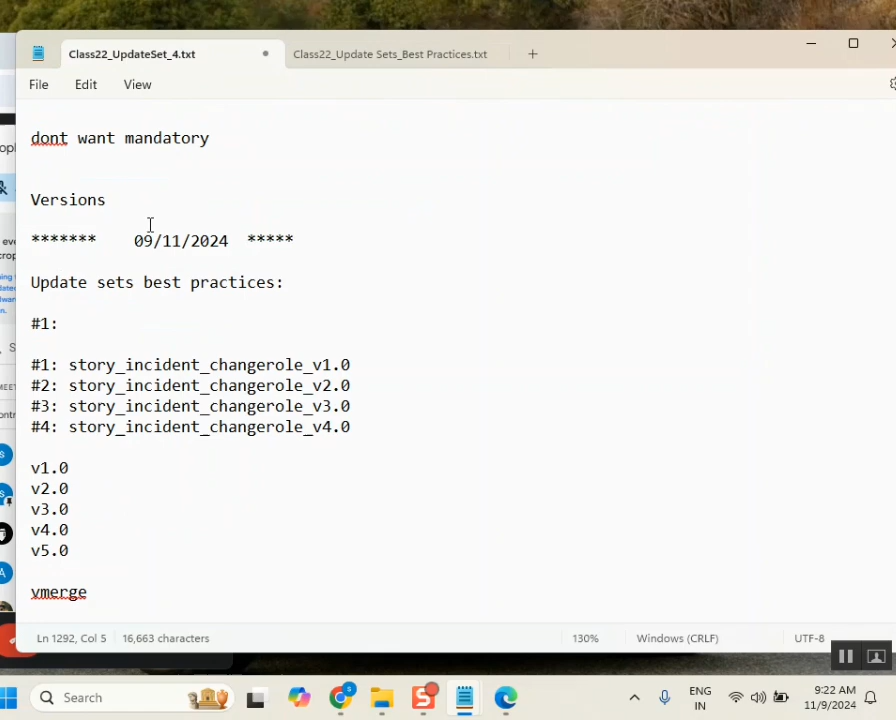 Class22_UpdateSet_4.txt
Class22_Update Sets_Best Practices.txt
File Edit View
dont want mandatory
Versions
******* 09/11/2024 *****
Update sets best practices:
#1:
#1: story_incident_changerole_v1.0
#2: story_incident_changerole_v2.0
#3: story_incident_changerole_v3.0
#4: story_incident_changerole_v4.0
v1.0
v2.0
v3.0
v4.0
v5.0
vmerge
Ln 1292, Col 5 16,663 characters 130% Windows (CRLF) UTF-8
Search
ENG
IN
9:22 AM
11/9/2024